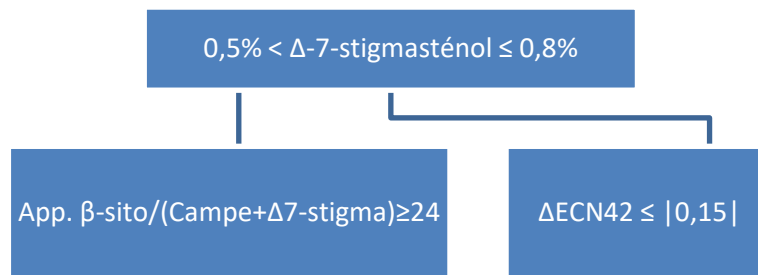 0,5% < Δ-7-stigmasténol ≤ 0,8%
App. β-sito/(Campe+Δ7-stigma)≥24
ΔECN42 ≤ |0,15|